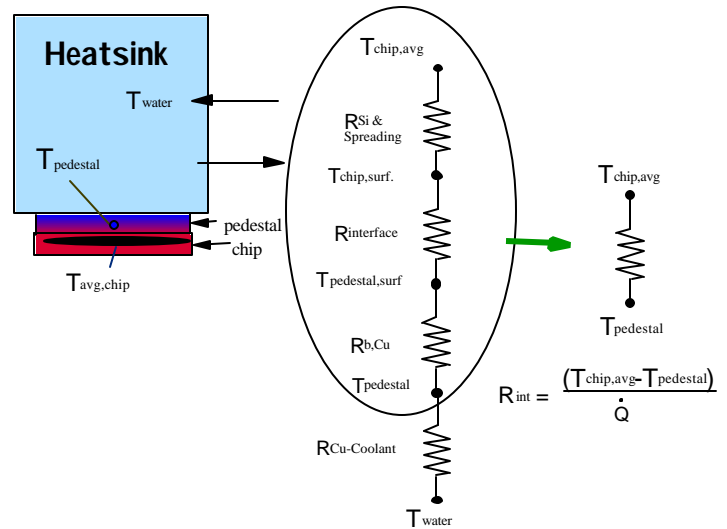 Heatsink
Twater
Tpedestal
pedestal
chip
Tavg,chip
Tchip,avg
RSi &
Spreading
Tchip,surf.
Rinterface
Tpedestal,surf
Rb,Cu
Tpedestal
RCu-Coolant
Twater
Tchip,avg
Tpedestal
Rint = (Tchip,avg-Tpedestal)
Q̇